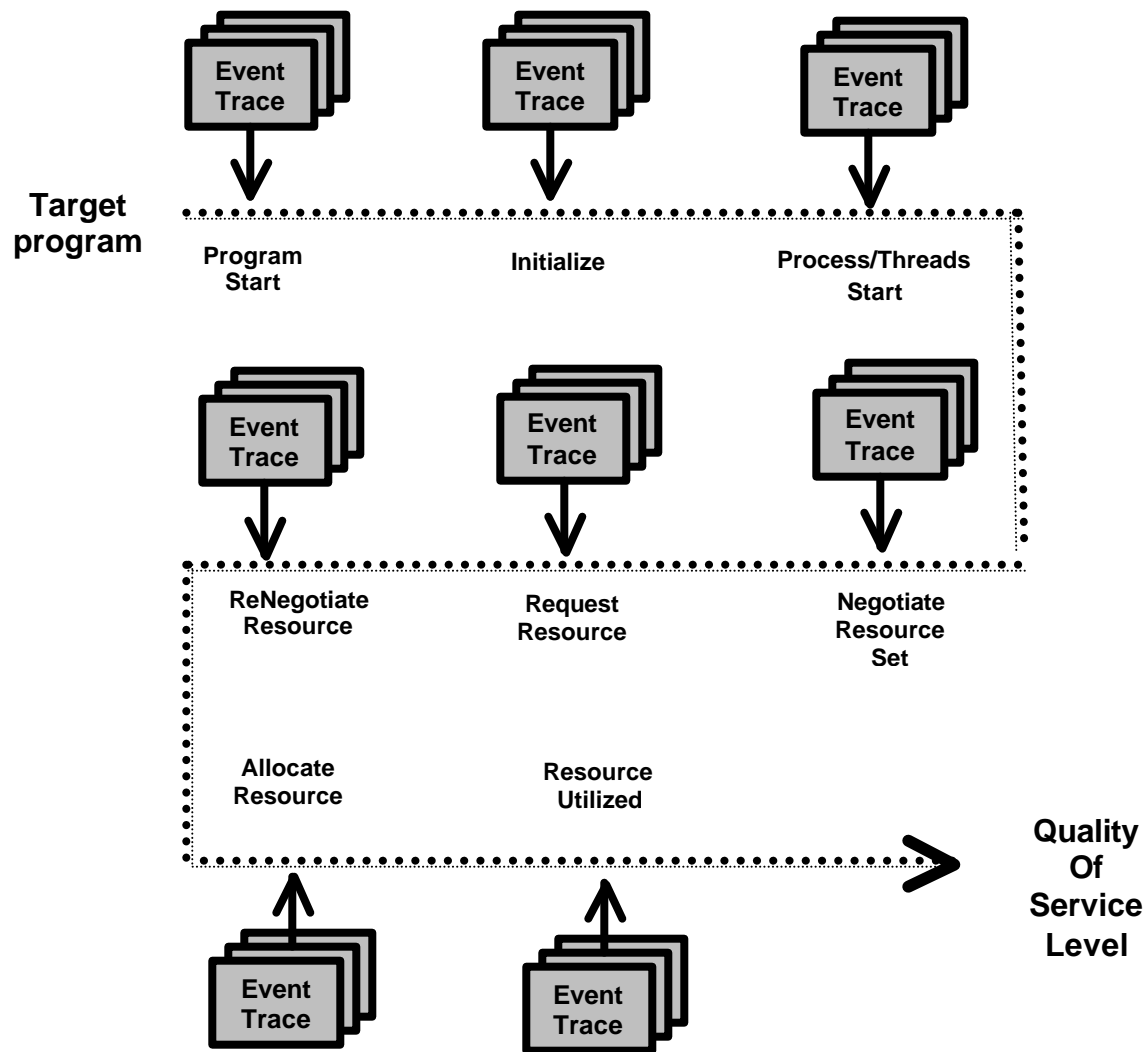 Event
Trace
Event
Trace
Event
Trace
Target
program
Program
Start
Initialize
Process/Threads
Start
Event
Trace
Event
Trace
Event
Trace
ReNegotiate
Resource
Request
Resource
Negotiate
Resource
Set
Allocate
Resource
Resource
Utilized
Quality
Of
Service
Level
Event
Trace
Event
Trace